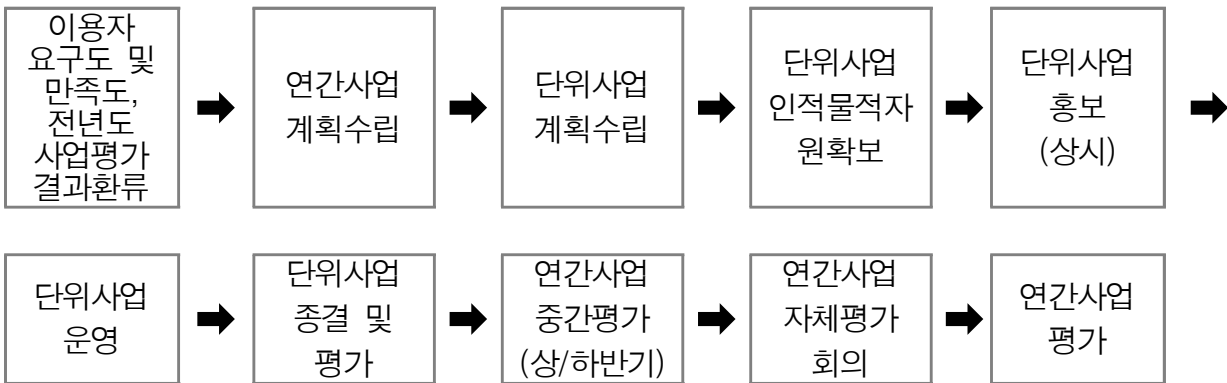 이용자
요구도 및
만족도,
전년도
사업평가
결과환류
연간사업
계획수립
단위사업
계획수립
단위사업
인적물적자
원확보
단위사업
홍보
(상시)
단위사업
운영
단위사업
종결 및
평가
연간사업
중간평가
(상/하반기)
연간사업
자체평가
회의
연간사업
평가